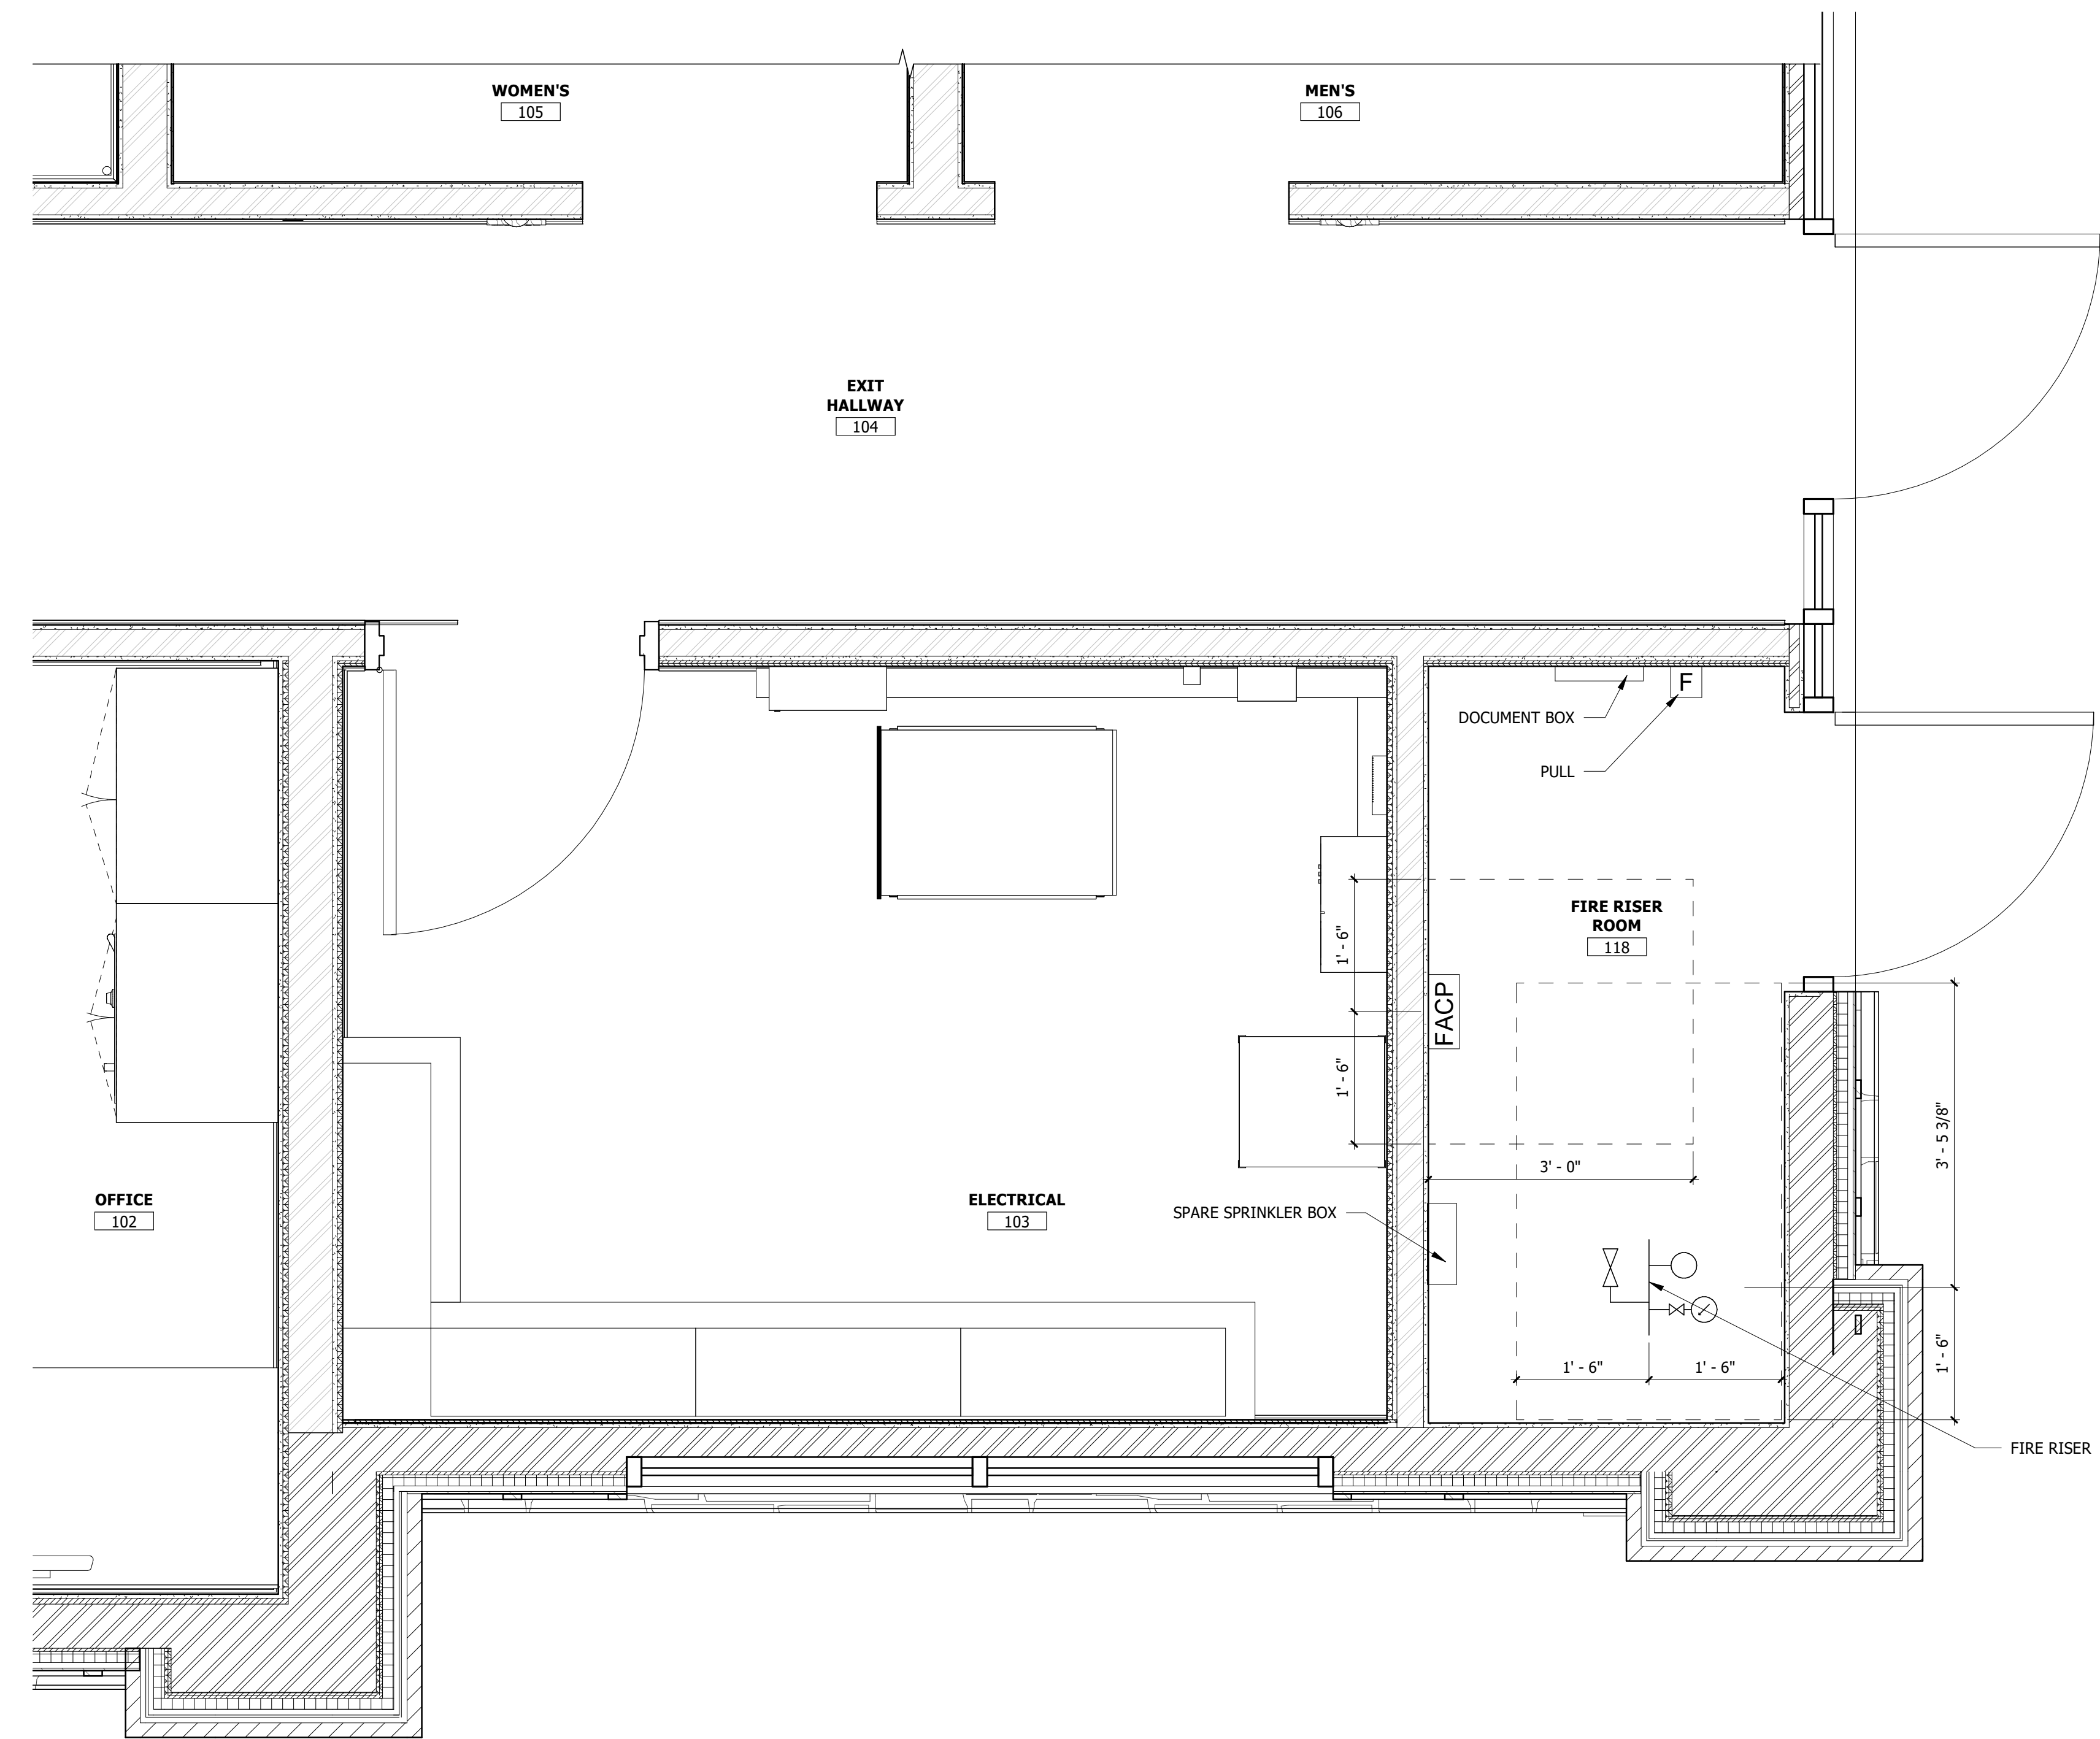 WOMEN'S
105
MEN'S
106
EXIT
HALLWAY
104
F
DOCUMENT BOX
PULL
FIRE RISER
ROOM
118
1' - 6"
FACP
1' - 6"
3' - 5 3/8"
3' - 0"
OFFICE
102
ELECTRICAL
103
SPARE SPRINKLER BOX
1' - 6"
1' - 6"
1' - 6"
FIRE RISER